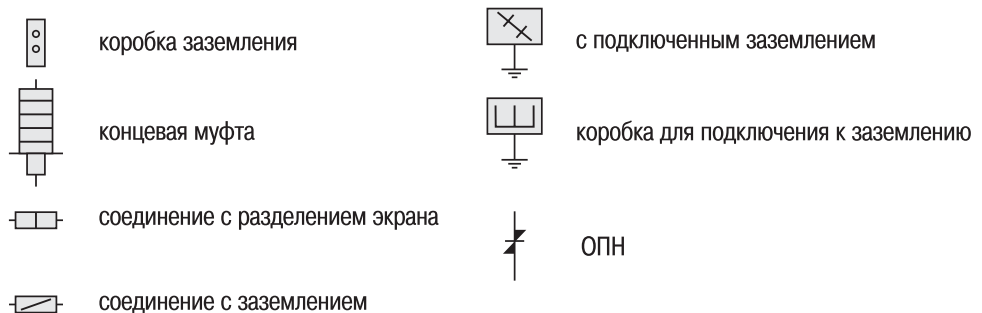 коробка заземления
концевая муфта
соединение с разделением экрана
соединение с заземлением
с подключенным заземлением
коробка для подключения к заземлению
ОПН